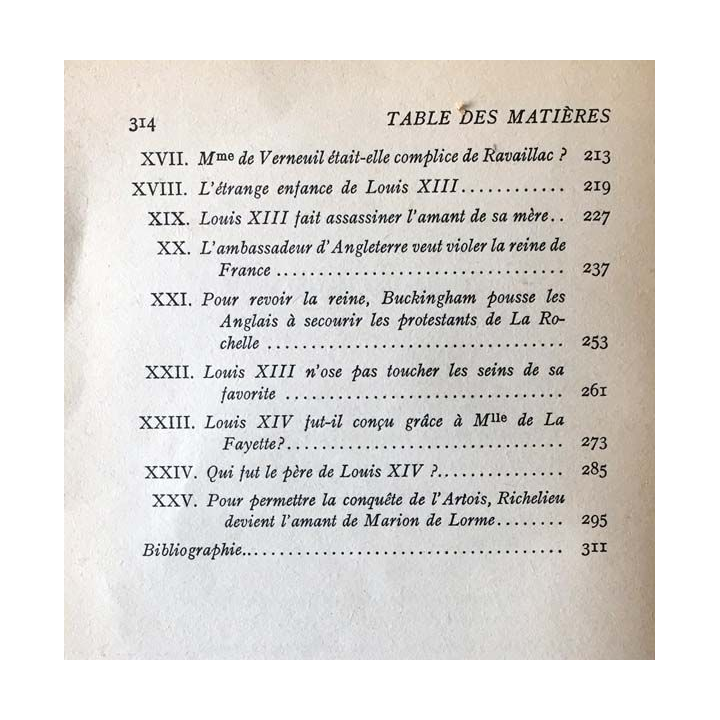 314 TABLE DES MATIÈRES
XVII. Mme de Verneuil était-elle complice de Ravaillac ? 213
XVIII. L'étrange enfance de Louis XIII............ 219
XIX. Louis XIII fait assassiner l'amant de sa mère.. 227
XX. L'ambassadeur d'Angleterre veut violer la reine de
France ................................. 237
XXI. Pour revoir la reine, Buckingham pousse les
Anglais à secourir les protestants de La Ro-
chelle .................................. 253
XXII. Louis XIII n'ose pas toucher les seins de sa
favorite ................................ 261
XXIII. Louis XIV fut-il conçu grâce à Mlle de La
Fayette?................................ 273
XXIV. Qui fut le père de Louis XIV ?.............. 285
XXV. Pour permettre la conquête de l'Artois, Richelieu
devient l'amant de Marion de Lorme........ 295
Bibliographie..................................... 311